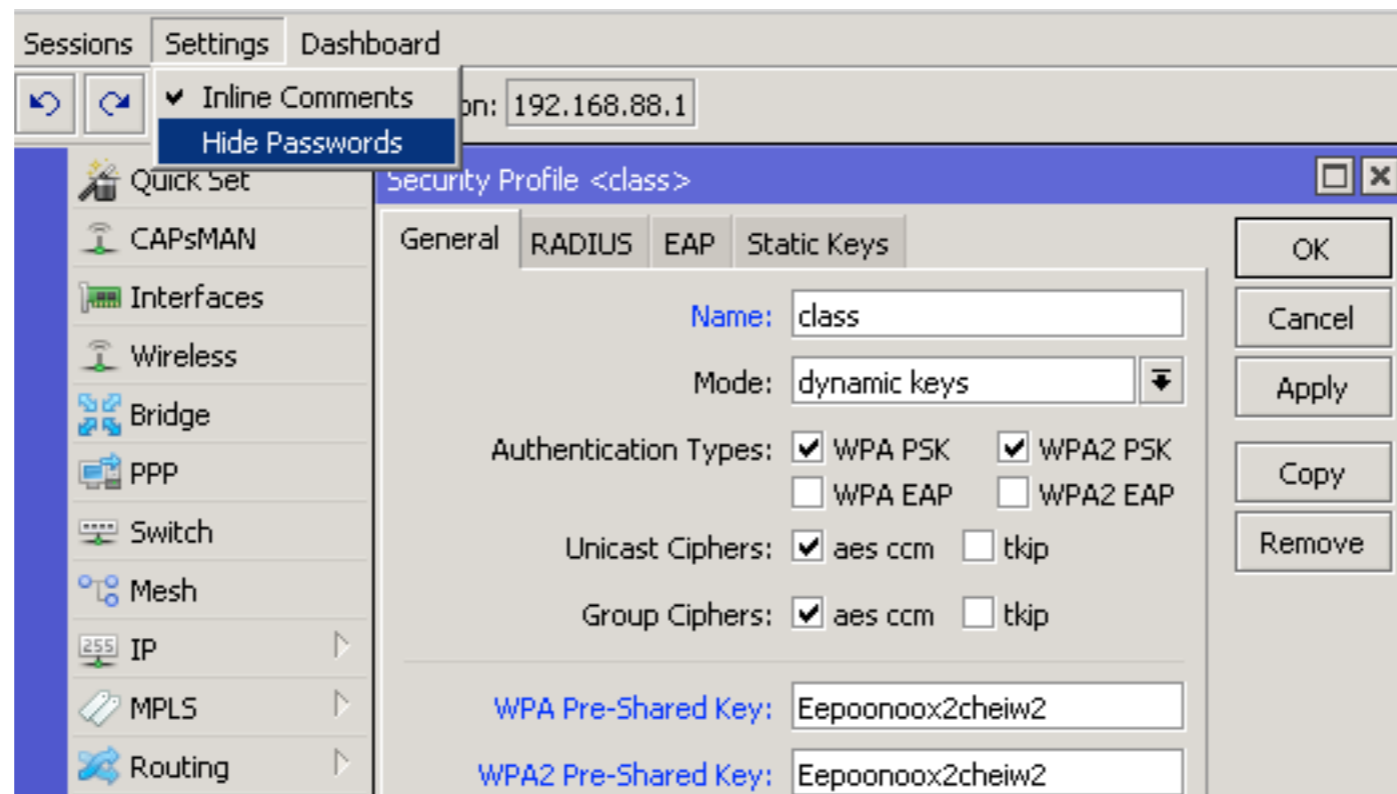 Sessions Settings Dashboard
Inline Comments
on: 192.168.88.1
Hide Passwords
Quick Set
Security Profile <class>
CAPsMAN
General RADIUS EAP Static Keys
OK
Interfaces
Name: class
Cancel
Wireless
Mode: dynamic keys
Apply
Bridge
Authentication Types: WPA PSK WPA2 PSK
WPA EAP WPA2 EAP
Copy
PPP
Switch
Unicast Ciphers: aes ccm tkip
Remove
Mesh
Group Ciphers: aes ccm tkip
255 IP
MPLS
WPA Pre-Shared Key: Eepoonoox2cheiw2
Routing
WPA2 Pre-Shared Key: Eepoonoox2cheiw2